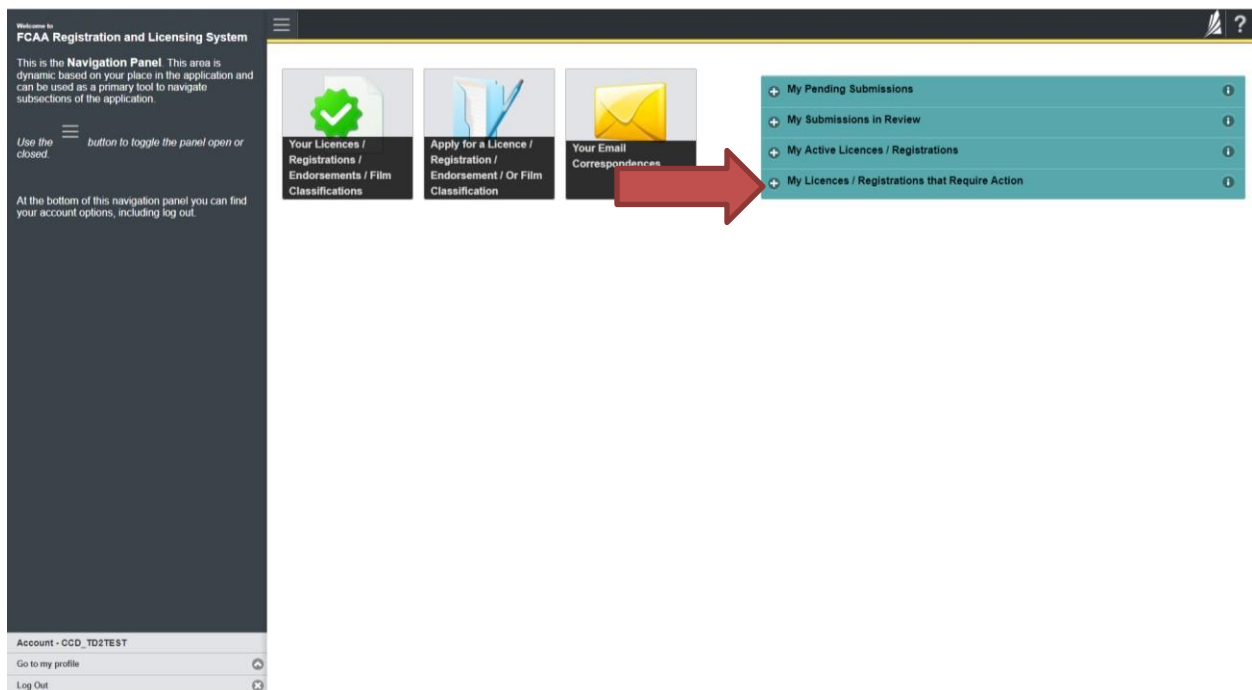 Welcome to
FCAA Registration and Licensing System
This is the Navigation Panel. This area is
dynamic based on your place in the application and
can be used as a primary tool to navigate
subsections of the application.
Use the button to toggle the panel open or
closed.
At the bottom of this navigation panel you can find
your account options, including log out.
Account - CCD_TD2TEST
Go to my profile
Log Out
?
Your Licences /
Registrations /
Endorsements / Film
Classifications
Apply for a Licence /
Registration /
Endorsement / Or Film
Classification
Your Email
Correspondences
My Pending Submissions
My Submissions in Review
My Active Licences / Registrations
My Licences / Registrations that Require Action